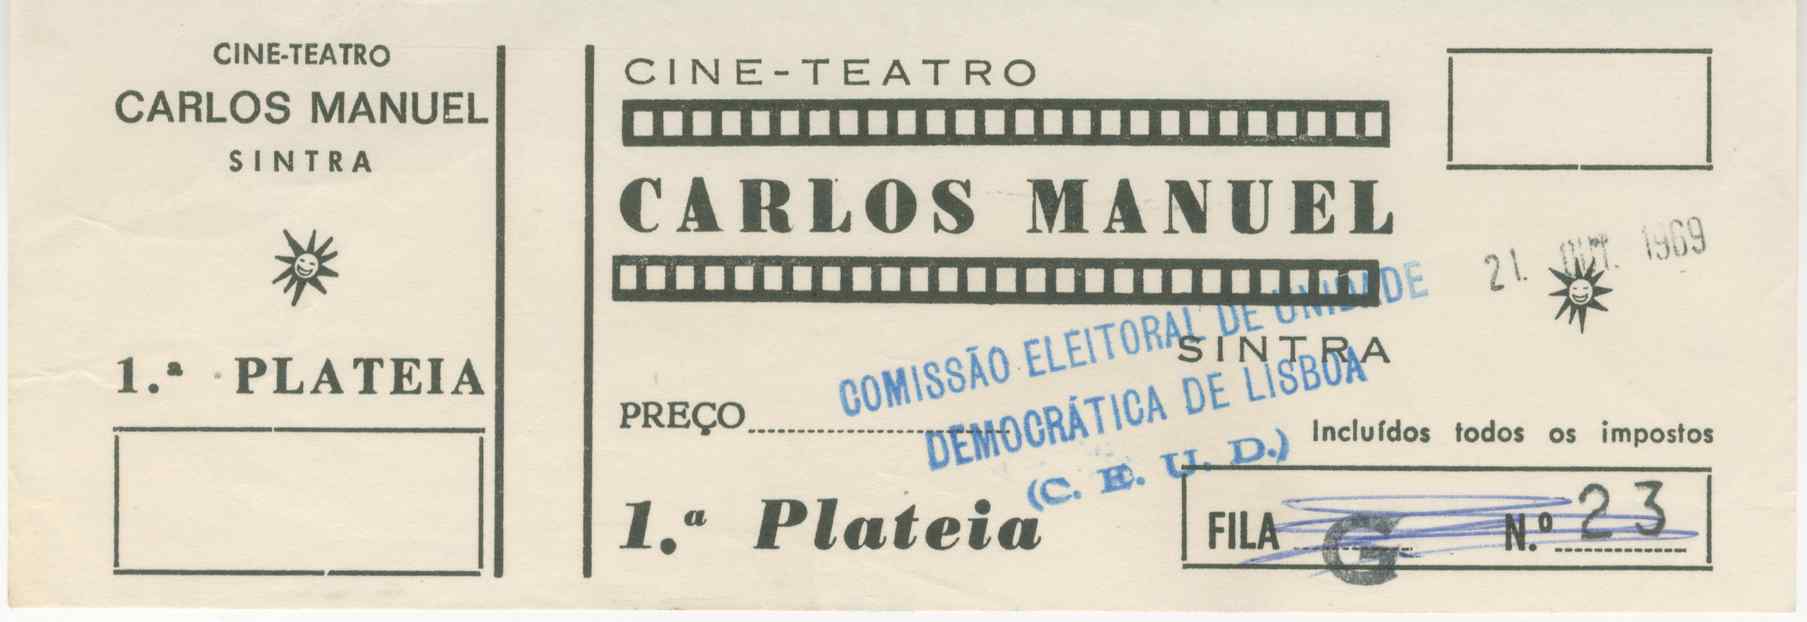 CINE-TEATRO
CARLOS MANUEL
SINTRA
1.ª PLATEIA
CINE-TEATRO
CARLOS MANUEL
SINTRA
21. OUT. 1969
COMISSÃO ELEITORAL DE UNIDADE
DEMOCRÁTICA DE LISBOA
(C. E. U. D.)
PREÇO
Incluídos todos os impostos
1.ª Plateia
FILA G N.º 23